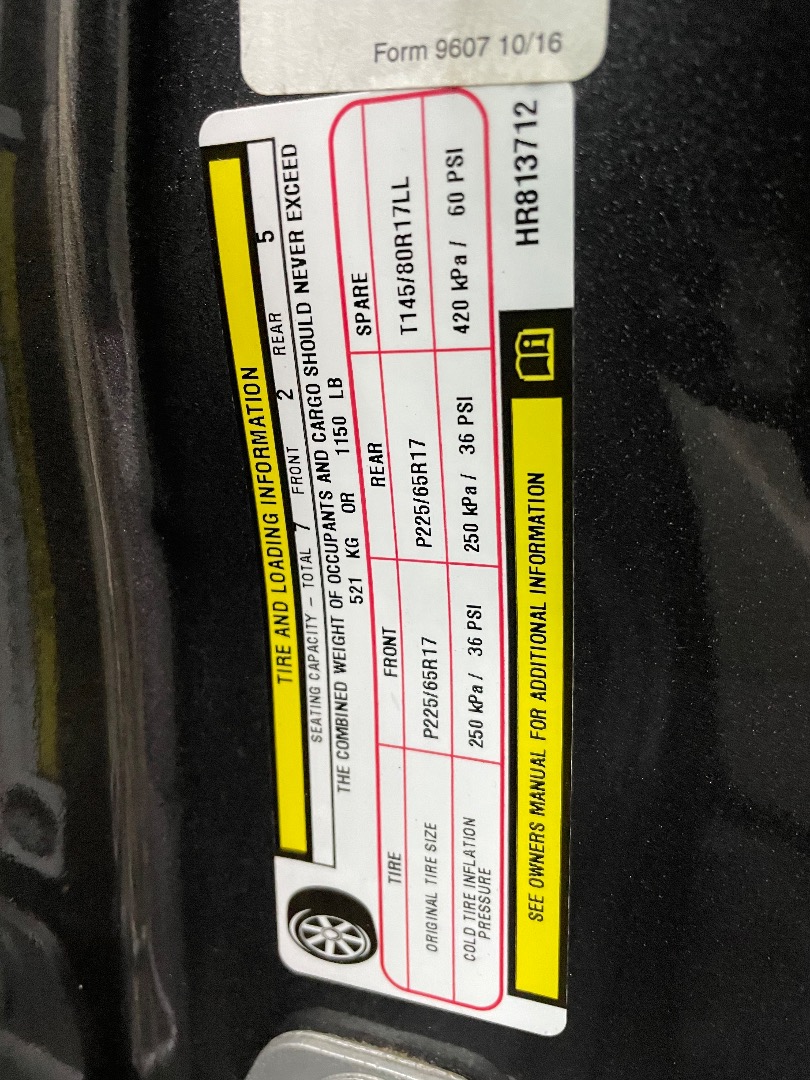 Form 9607 10/16
TIRE AND LOADING INFORMATION
SEATING CAPACITY – TOTAL 7 FRONT 2 REAR 5
THE COMBINED WEIGHT OF OCCUPANTS AND CARGO SHOULD NEVER EXCEED
521 KG OR 1150 LB
TIRE FRONT REAR SPARE
ORIGINAL TIRE SIZE P225/65R17 P225/65R17 T145/80R17LL
COLD TIRE INFLATION
PRESSURE 250 kPa / 36 PSI 250 kPa / 36 PSI 420 kPa / 60 PSI
SEE OWNERS MANUAL FOR ADDITIONAL INFORMATION
HR813712